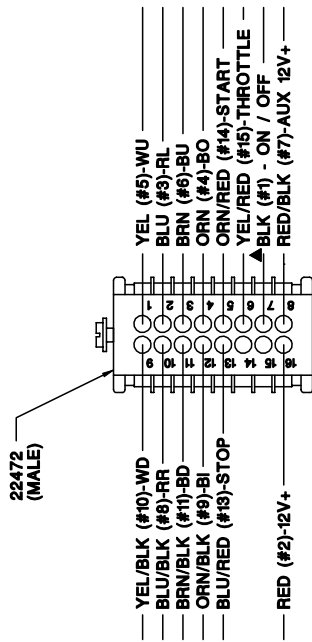 22472
(MALE)
YEL (#5)-WU
BLU (#3)-RL
BRN (#6)-BU
ORN (#4)-BO
ORN/RED (#14)-START
YEL/RED (#15)-THROTTLE
BLK (#1) - ON / OFF
RED/BLK (#7)-AUX 12V+
1
2
3
4
5
6
7
8
9
10
11
12
13
14
15
16
YEL/BLK (#10)-WD
BLU/BLK (#8)-RR
BRN/BLK (#11)-BD
ORN/BLK (#9)-BI
BLU/RED (#13)-STOP
RED (#2)-12V+